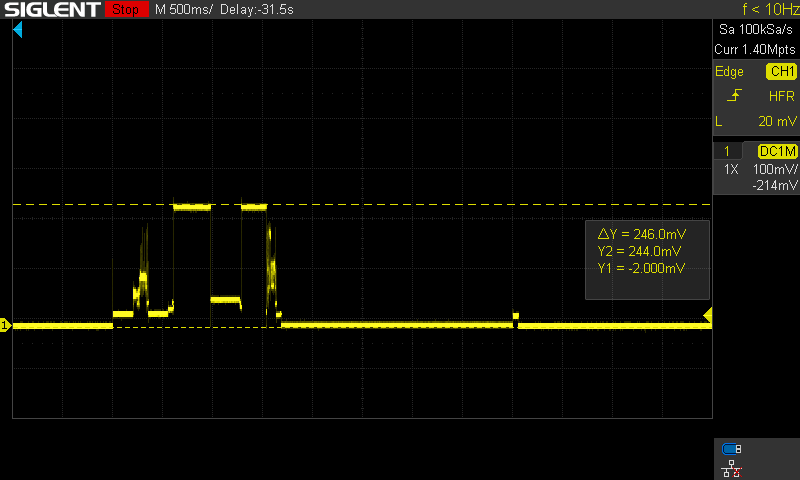 SIGLENT Stop M 500ms/ Delay:-31.5s f < 10Hz
Sa 100kSa/s
Curr 1.40Mpts
Edge CH1
HFR
L 20 mV
1 DC1M
1X 100mV/
-214mV
ΔY = 246.0mV
Y2 = 244.0mV
Y1 = -2.000mV
1